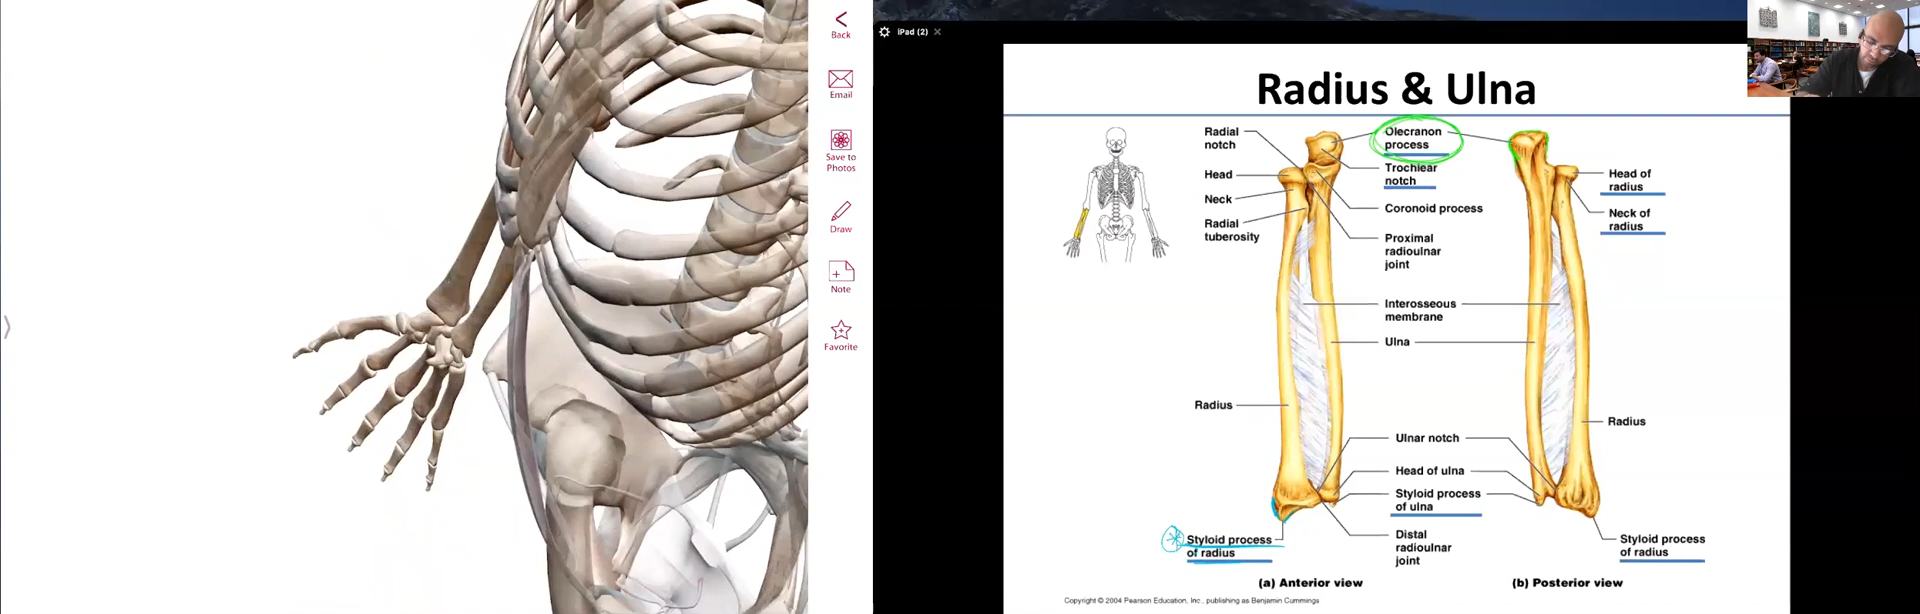 Back
Email
Save to
Photos
Draw
Note
Favorite
iPad (2)
Radius & Ulna
Radial
notch
Head
Neck
Radial
tuberosity
Olecranon
process
Trochlear
notch
Coronoid process
Proximal
radioulnar
joint
Interosseous
membrane
Ulna
Radius
Ulnar notch
Head of ulna
Styloid process
of ulna
Distal
radioulnar
joint
Styloid process
of radius
Head of
radius
Neck of
radius
Radius
Styloid process
of radius
(a) Anterior view
(b) Posterior view
Copyright © 2004 Pearson Education, Inc., publishing as Benjamin Cummings